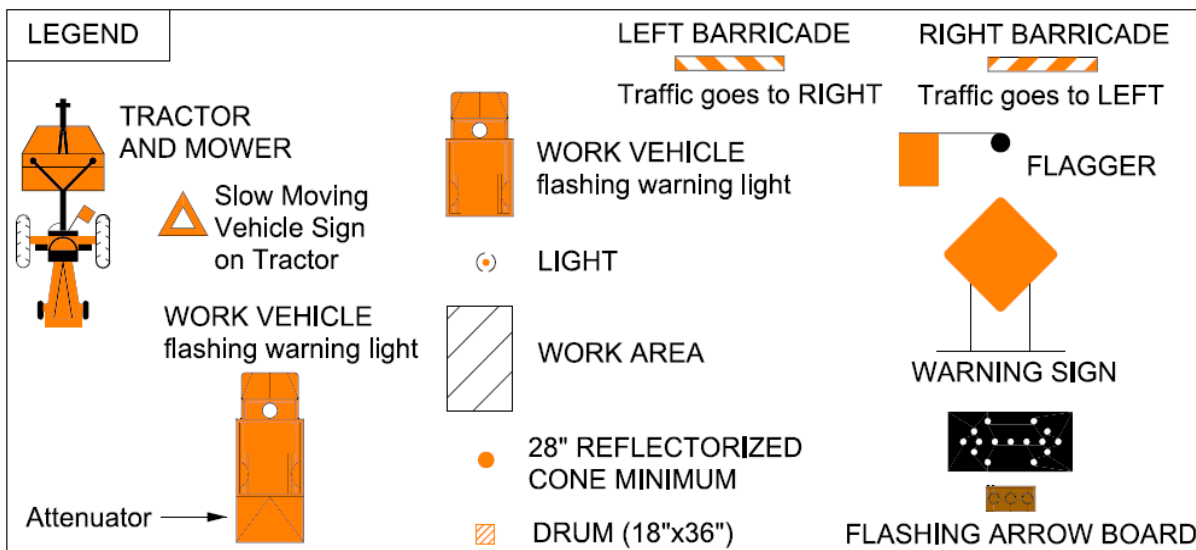 LEGEND
LEFT BARRICADE
Traffic goes to RIGHT
RIGHT BARRICADE
Traffic goes to LEFT
TRACTOR
AND MOWER
Slow Moving
Vehicle Sign
on Tractor
WORK VEHICLE
flashing warning light
FLAGGER
LIGHT
WORK VEHICLE
flashing warning light
WORK AREA
WARNING SIGN
28" REFLECTORIZED
CONE MINIMUM
Attenuator
DRUM (18"x36")
FLASHING ARROW BOARD